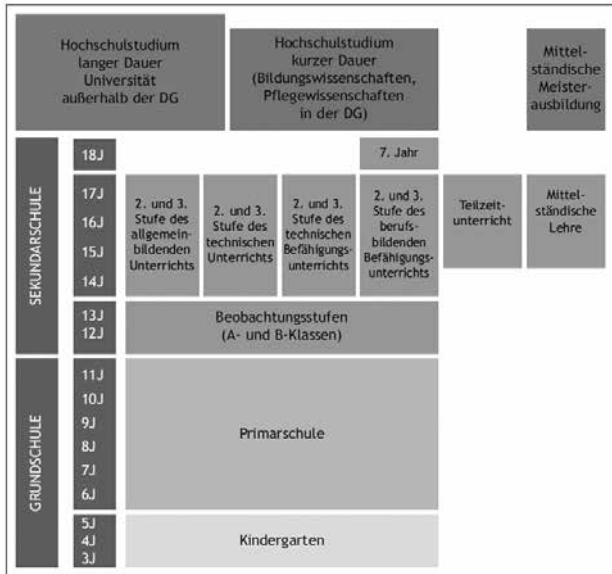 Hochschulstudium
langer Dauer
Universität
außerhalb der DG
Hochschulstudium
kurzer Dauer
(Bildungswissenschaften,
Pflegewissenschaften
in der DG)
Mittel-
ständische
Meister-
ausbildung
SEKUNDARSCHULE
18J
7. Jahr
17J
16J
15J
14J
2. und 3.
Stufe des
allgemein-
bildenden
Unterrichts
2. und 3.
Stufe des
technischen
Unterrichts
2. und 3.
Stufe des
technischen
Befähigungs-
unterrichts
2. und 3.
Stufe des
berufs-
bildenden
Befähigungs-
unterrichts
Teilzeit-
unterricht
Mittel-
ständische
Lehre
13J
12J
Beobachtungsstufen
(A- und B-Klassen)
GRUNDSCHULE
11J
10J
9J
8J
7J
6J
Primarschule
5J
4J
3J
Kindergarten